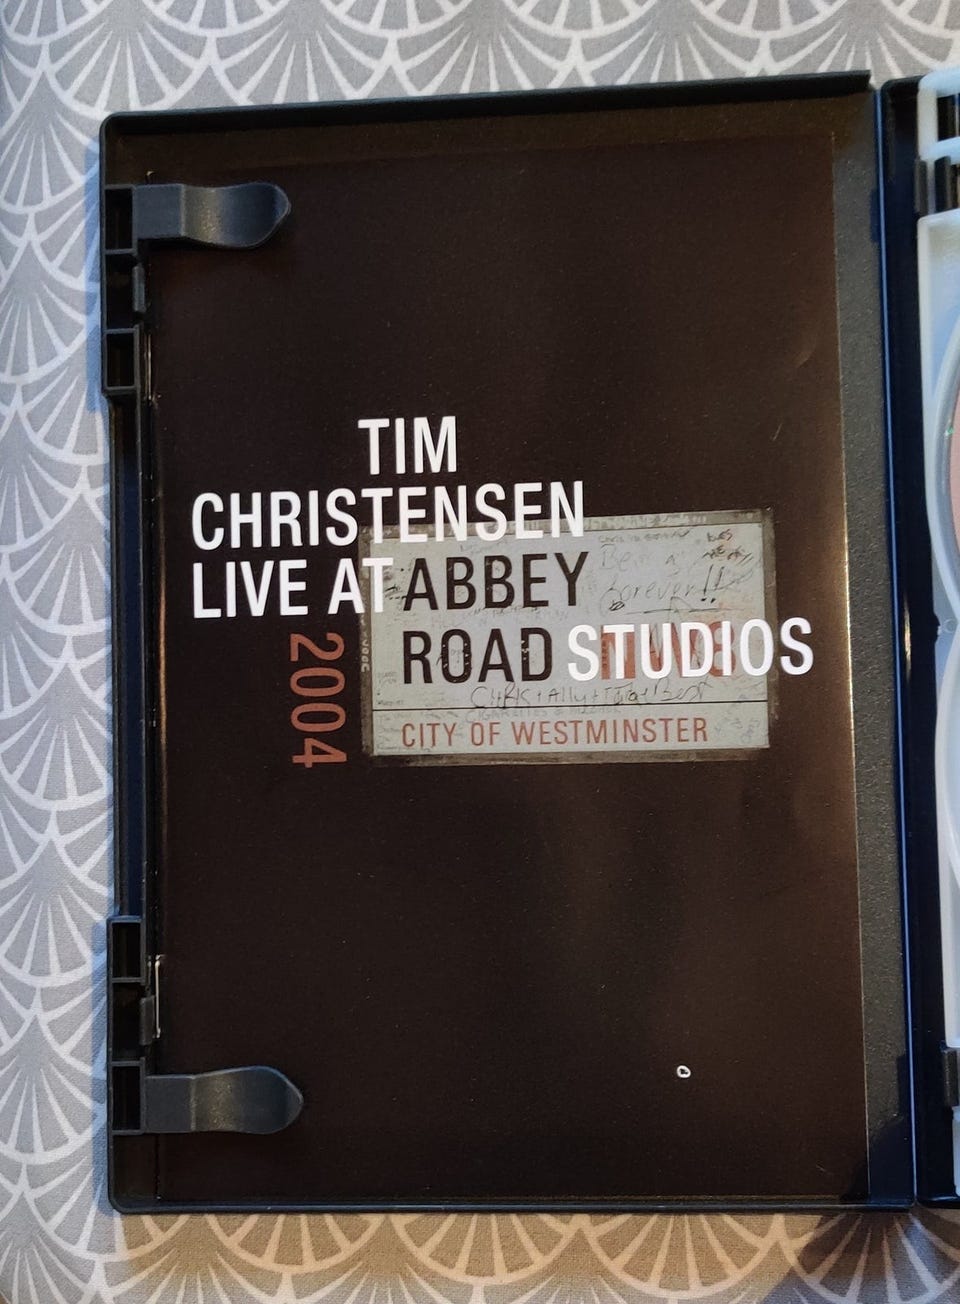 TIM
CHRISTENSEN
LIVE AT ABBEY
ROAD STUDIOS
2004
forever!!
CITY OF WESTMINSTER